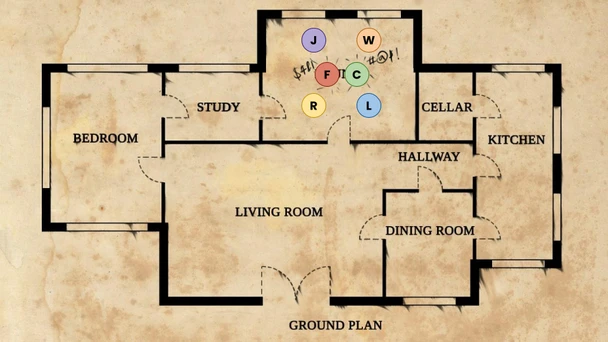 J W
$#! #@*!
F C
STUDY
CELLAR
R L
BEDROOM
KITCHEN
HALLWAY
LIVING ROOM
DINING ROOM
GROUND PLAN